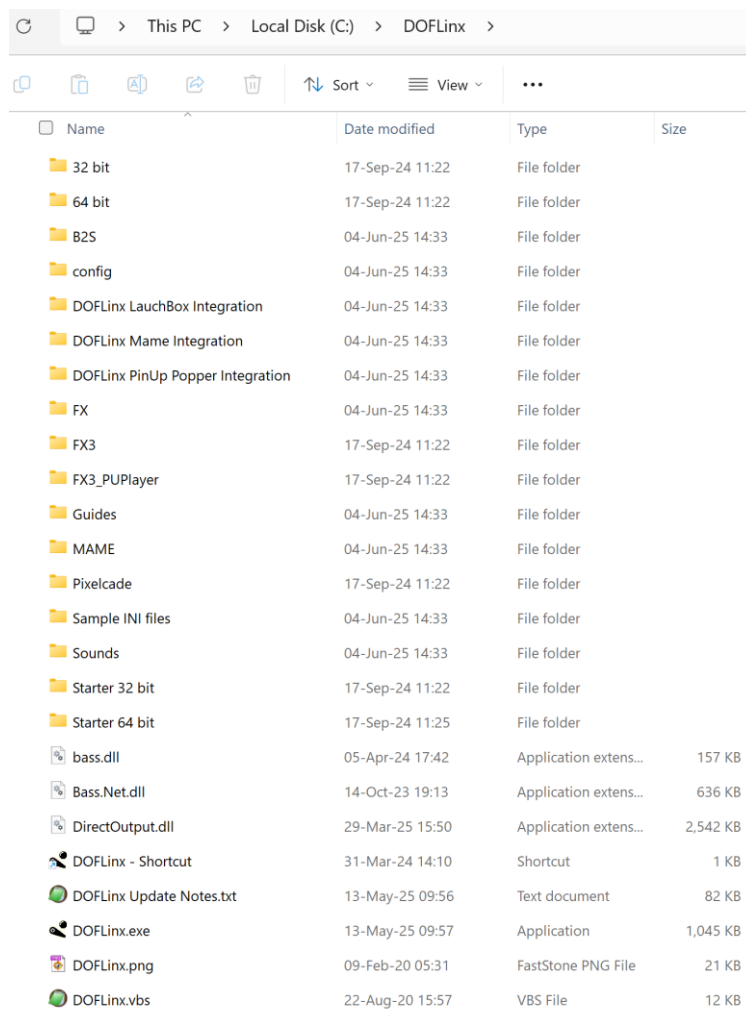 This PC > Local Disk (C:) > DOFLinx >
Sort View
Name Date modified Type Size
32 bit 17-Sep-24 11:22 File folder
64 bit 17-Sep-24 11:22 File folder
B2S 04-Jun-25 14:33 File folder
config 04-Jun-25 14:33 File folder
DOFLinx LauchBox Integration 04-Jun-25 14:33 File folder
DOFLinx Mame Integration 04-Jun-25 14:33 File folder
DOFLinx PinUp Popper Integration 04-Jun-25 14:33 File folder
FX 04-Jun-25 14:33 File folder
FX3 17-Sep-24 11:22 File folder
FX3_PUPlayer 17-Sep-24 11:22 File folder
Guides 04-Jun-25 14:33 File folder
MAME 04-Jun-25 14:33 File folder
Pixelcade 17-Sep-24 11:22 File folder
Sample INI files 04-Jun-25 14:33 File folder
Sounds 04-Jun-25 14:33 File folder
Starter 32 bit 17-Sep-24 11:22 File folder
Starter 64 bit 17-Sep-24 11:25 File folder
bass.dll 05-Apr-24 17:42 Application extens... 157 KB
Bass.Net.dll 14-Oct-23 19:13 Application extens... 636 KB
DirectOutput.dll 29-Mar-25 15:50 Application extens... 2,542 KB
DOFLinx - Shortcut 31-Mar-24 14:10 Shortcut 1 KB
DOFLinx Update Notes.txt 13-May-25 09:56 Text document 82 KB
DOFLinx.exe 13-May-25 09:57 Application 1,045 KB
DOFLinx.png 09-Feb-20 05:31 FastStone PNG File 21 KB
DOFLinx.vbs 22-Aug-20 15:57 VBS File 12 KB